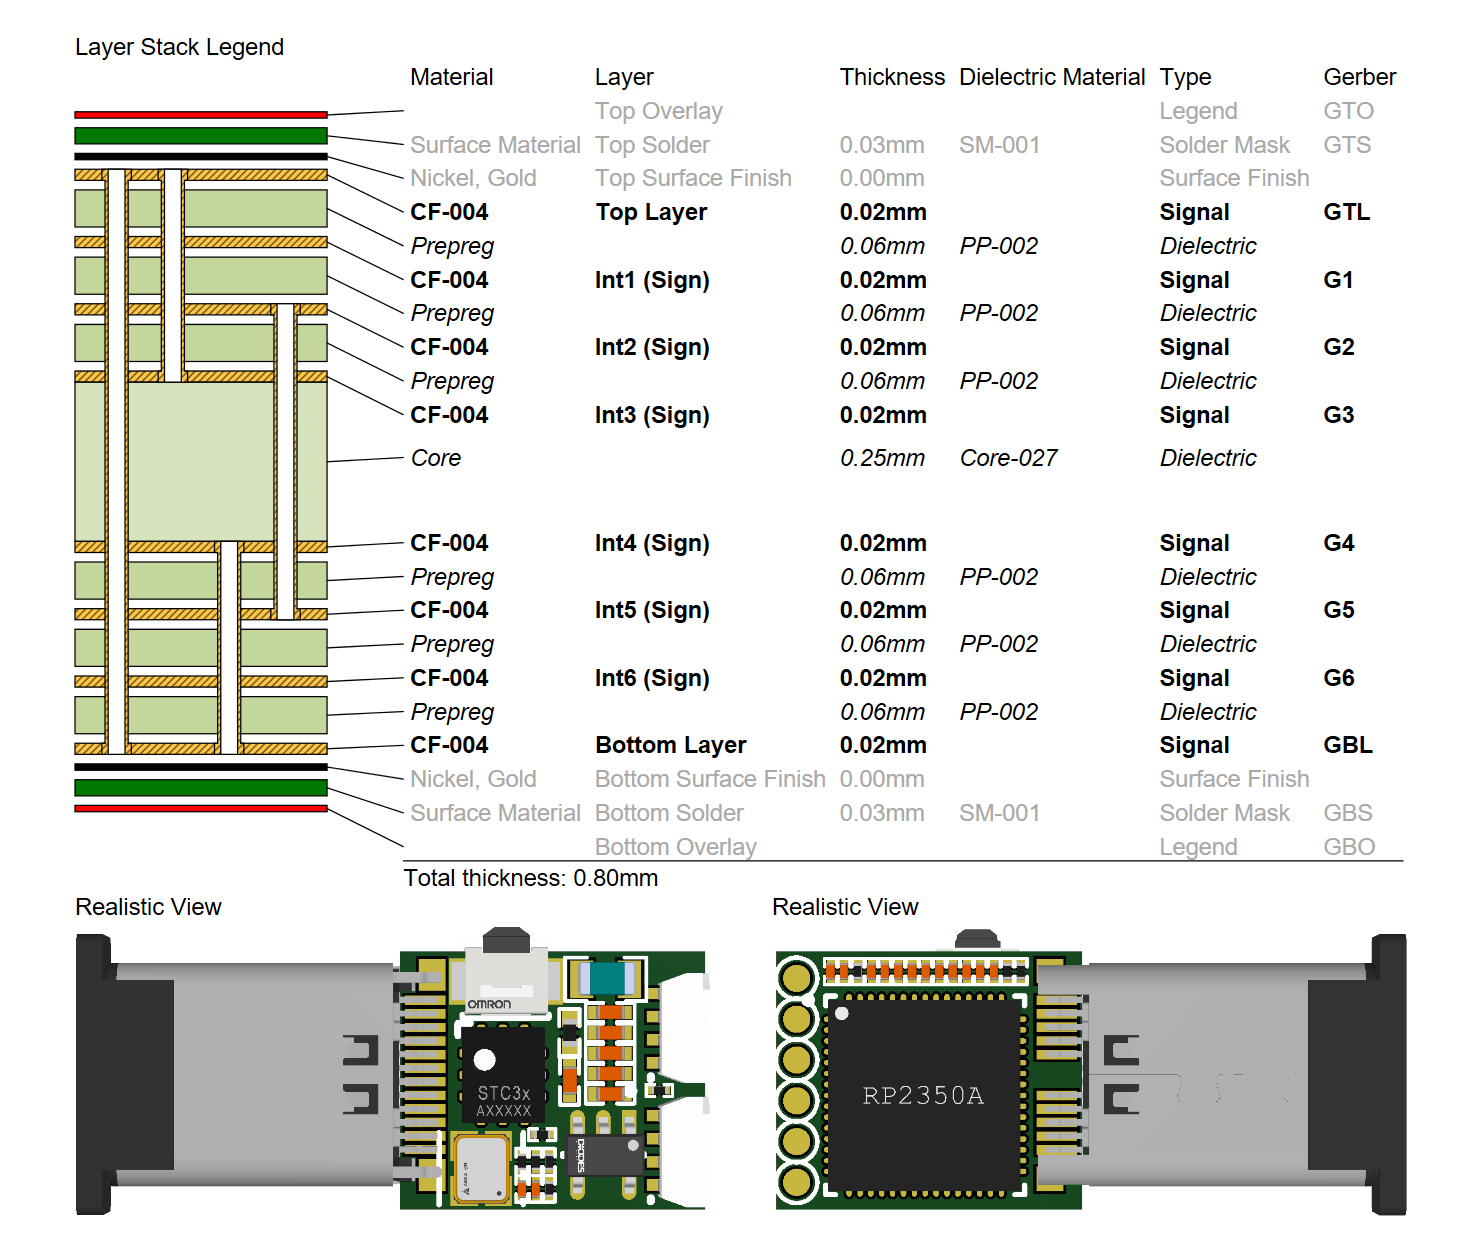 Layer Stack Legend
Material Layer Thickness Dielectric Material Type Gerber
Top Overlay Legend GTO
Surface Material Top Solder 0.03mm SM-001 Solder Mask GTS
Nickel, Gold Top Surface Finish 0.00mm Surface Finish
CF-004 Top Layer 0.02mm Signal GTL
Prepreg 0.06mm PP-002 Dielectric
CF-004 Int1 (Sign) 0.02mm Signal G1
Prepreg 0.06mm PP-002 Dielectric
CF-004 Int2 (Sign) 0.02mm Signal G2
Prepreg 0.06mm PP-002 Dielectric
CF-004 Int3 (Sign) 0.02mm Signal G3
Core 0.25mm Core-027 Dielectric
CF-004 Int4 (Sign) 0.02mm Signal G4
Prepreg 0.06mm PP-002 Dielectric
CF-004 Int5 (Sign) 0.02mm Signal G5
Prepreg 0.06mm PP-002 Dielectric
CF-004 Int6 (Sign) 0.02mm Signal G6
Prepreg 0.06mm PP-002 Dielectric
CF-004 Bottom Layer 0.02mm Signal GBL
Nickel, Gold Bottom Surface Finish 0.00mm Surface Finish
Surface Material Bottom Solder 0.03mm SM-001 Solder Mask GBS
Bottom Overlay Legend GBO
Total thickness: 0.80mm
Realistic View
Realistic View
OMRON
STC3x
AXXXXX
DIODES
RP2350A